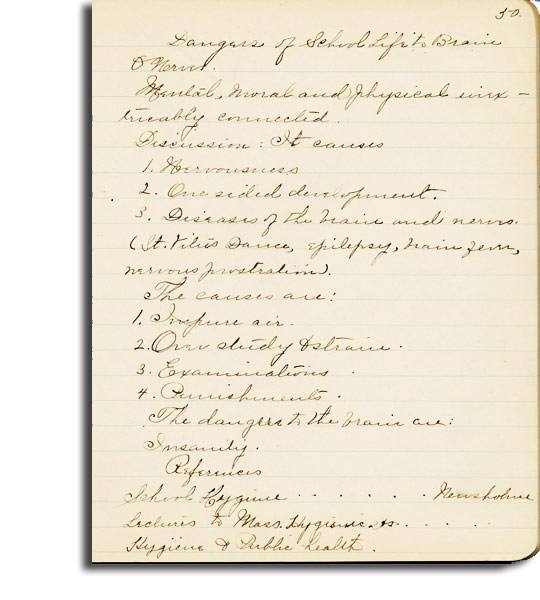 50.
Dangers of School Life to Brain
& Nerves.
Mental, Moral and Physical inex-
tricably connected.
Discussion: It causes
1. Nervousness
2. One sided development.
3. Diseases of the brain and nerves.
(St. Vitus Dance, epilepsy, brain fever,
nervous prostration).
The causes are:
1. Impure air.
2. Over study & strain.
3. Examinations.
4. Punishments.
The dangers to the brain are:
Insanity.
References
School Hygiene . . . . . . Newsholme
Lectures to Mass. Hygienic . . . . .
Hygiene & Public Health.